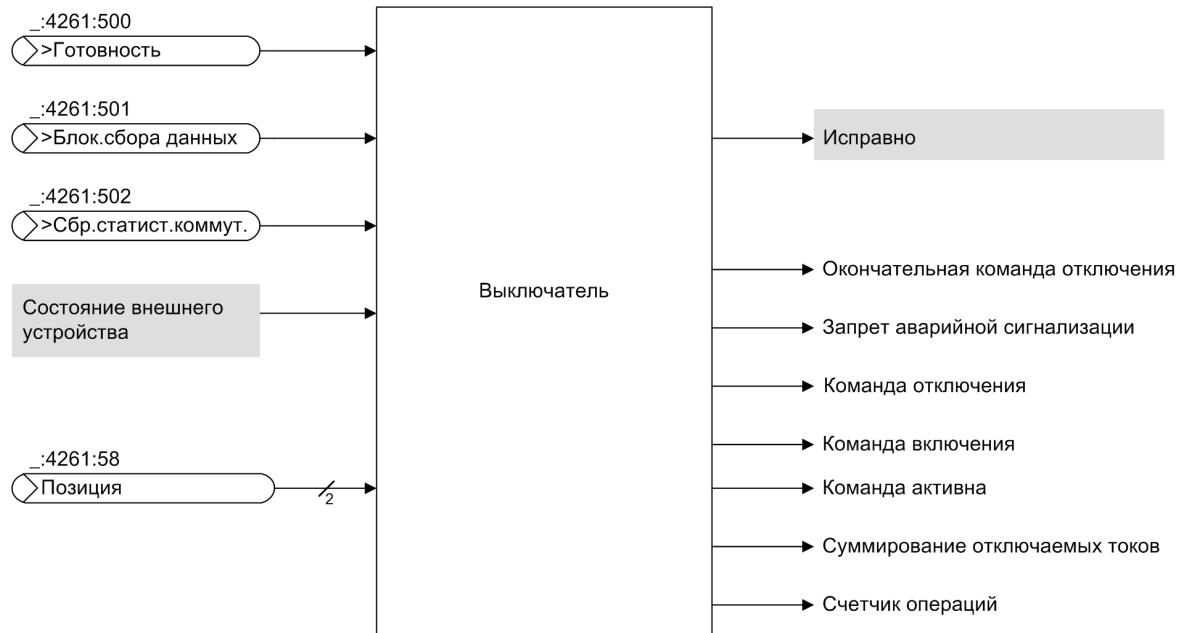 _:4261:500
>Готовность
_:4261:501
>Блок.сбора данных
_:4261:502
>Сбр.статист.коммут.
Состояние внешнего
устройства
_:4261:58
Позиция
2
Выключатель
Исправно
Окончательная команда отключения
Запрет аварийной сигнализации
Команда отключения
Команда включения
Команда активна
Суммирование отключаемых токов
Счетчик операций